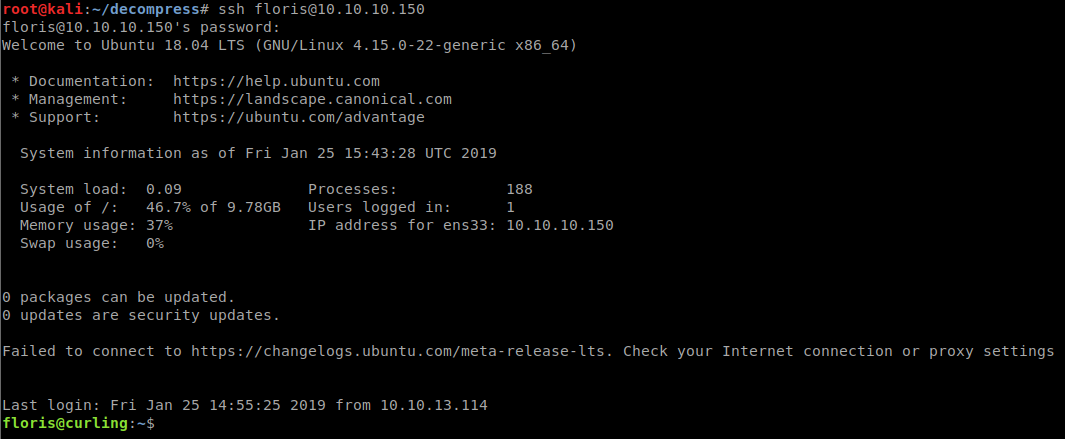 root@kali:~/decompress# ssh floris@10.10.10.150
floris@10.10.10.150's password:
Welcome to Ubuntu 18.04 LTS (GNU/Linux 4.15.0-22-generic x86_64)
* Documentation:  https://help.ubuntu.com
* Management:     https://landscape.canonical.com
* Support:        https://ubuntu.com/advantage
System information as of Fri Jan 25 15:43:28 UTC 2019
System load:  0.09              Processes:            188
Usage of /:   46.7% of 9.78GB   Users logged in:      1
Memory usage: 37%               IP address for ens33: 10.10.10.150
Swap usage:   0%
0 packages can be updated.
0 updates are security updates.
Failed to connect to https://changelogs.ubuntu.com/meta-release-lts. Check your Internet connection or proxy settings
Last login: Fri Jan 25 14:55:25 2019 from 10.10.13.114
floris@curling:~$